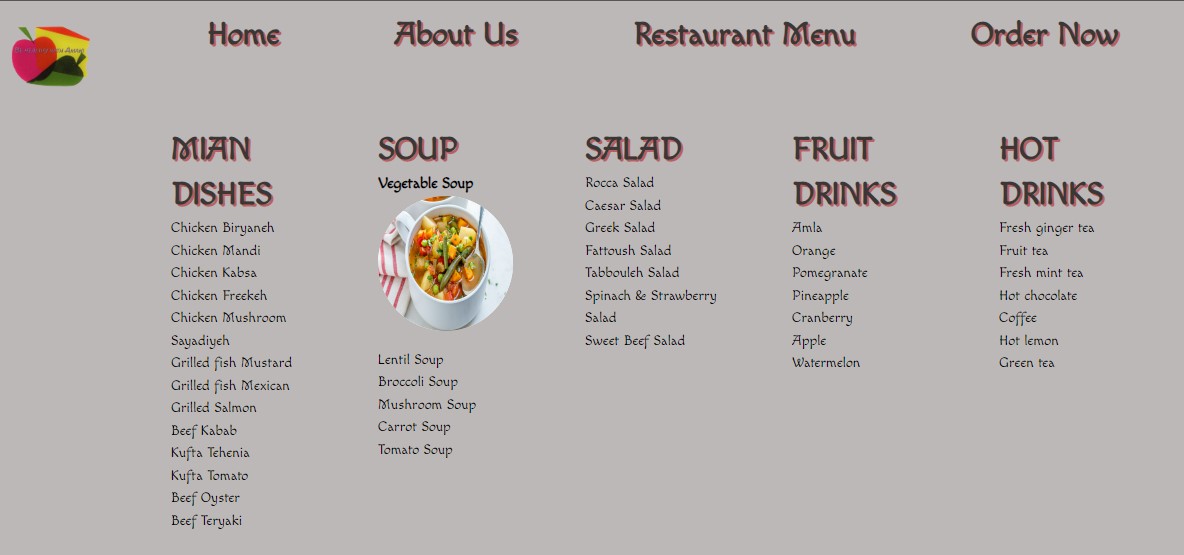 Home
About Us
Restaurant Menu
Order Now
MIAN
DISHES
Chicken Biryaneh
Chicken Mandi
Chicken Kabsa
Chicken Freekeh
Chicken Mushroom
Sayadiyeh
Grilled fish Mustard
Grilled fish Mexican
Grilled Salmon
Beef Kabab
Kufta Tehenia
Kufta Tomato
Beef Oyster
Beef Teryaki
SOUP
Vegetable Soup
Lentil Soup
Broccoli Soup
Mushroom Soup
Carrot Soup
Tomato Soup
SALAD
Rocca Salad
Caesar Salad
Greek Salad
Fattoush Salad
Tabbouleh Salad
Spinach & Strawberry
Salad
Sweet Beef Salad
FRUIT
DRINKS
Amla
Orange
Pomegranate
Pineapple
Cranberry
Apple
Watermelon
HOT
DRINKS
Fresh ginger tea
Fruit tea
Fresh mint tea
Hot chocolate
Coffee
Hot lemon
Green tea